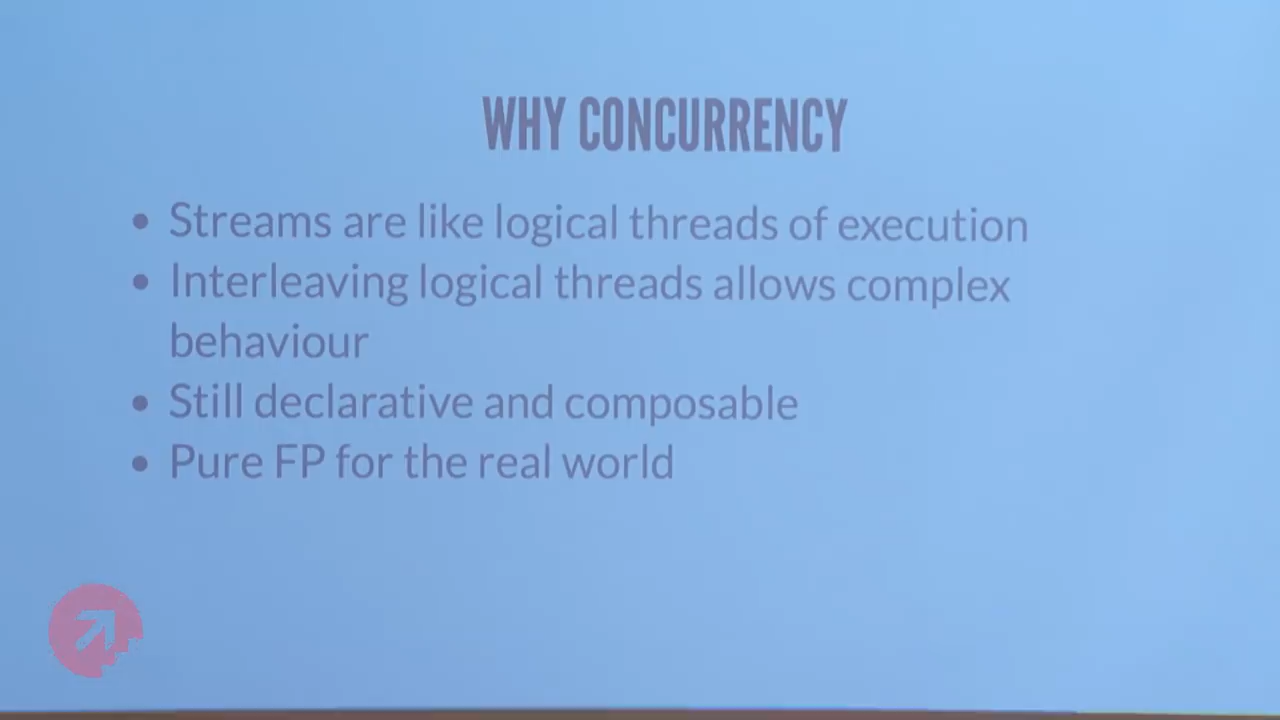 WHY CONCURRENCY
• Streams are like logical threads of execution
• Interleaving logical threads allows complex
behaviour
• Still declarative and composable
• Pure FP for the real world